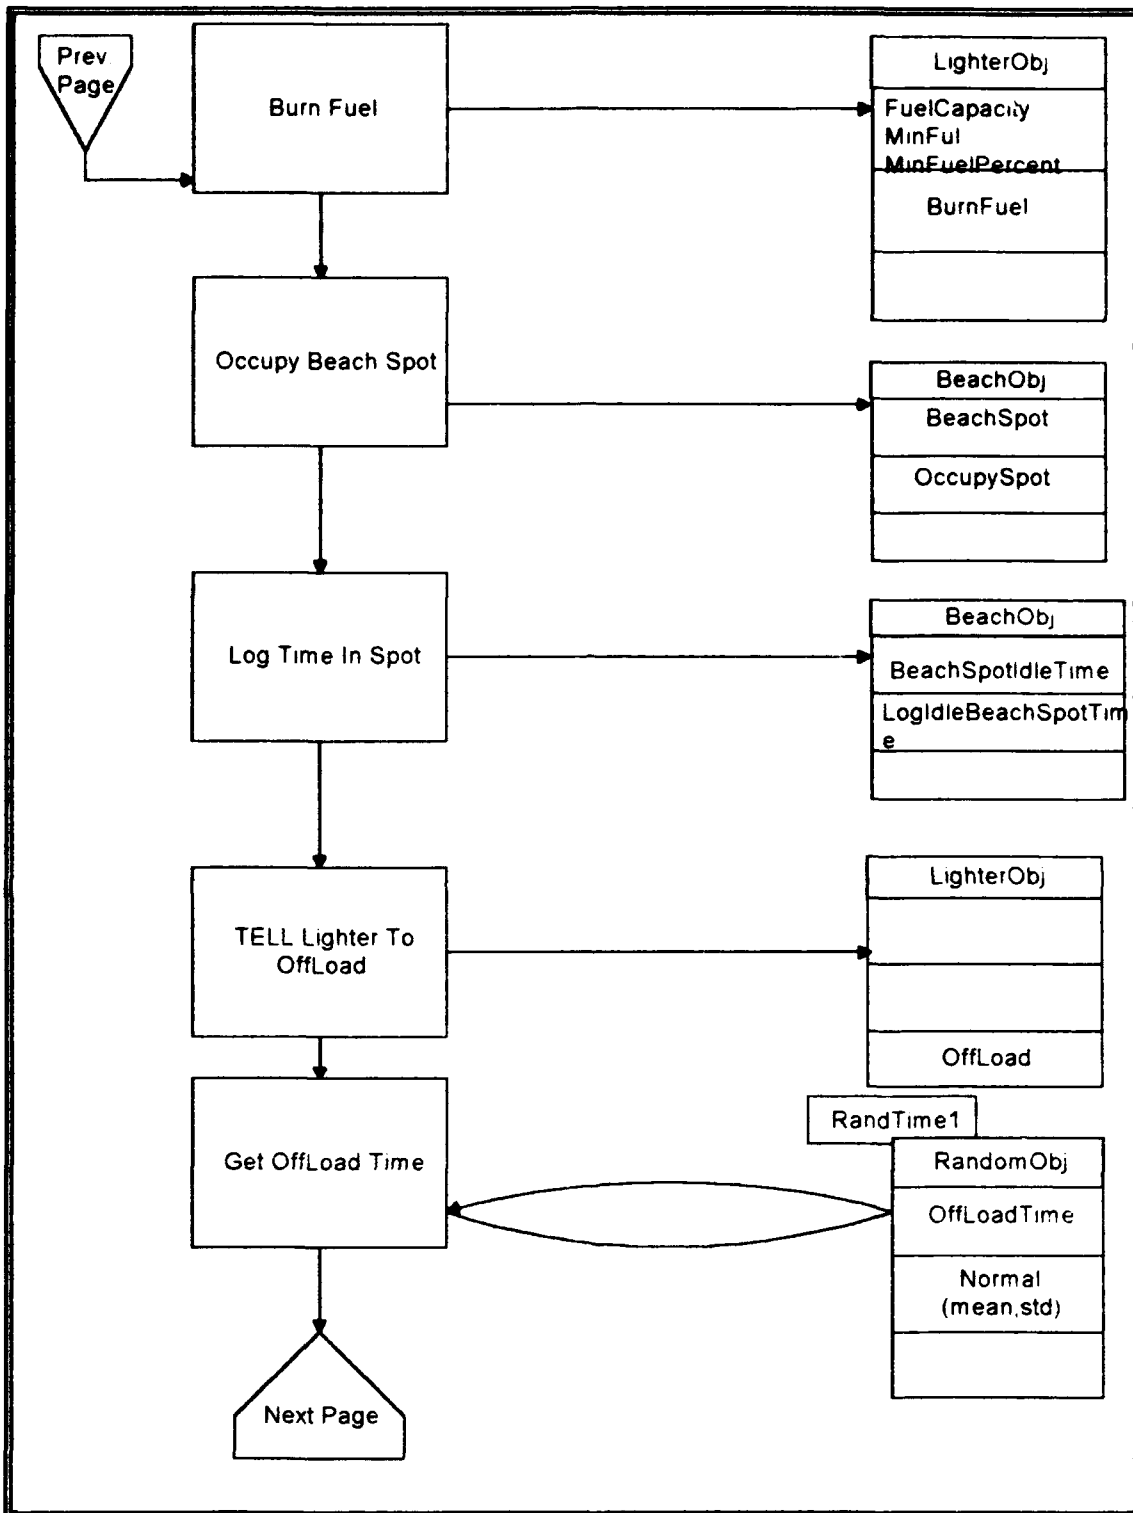 Prev
Page
Burn Fuel
LighterObj
FuelCapacity
MinFul
MinFuelPercent
BurnFuel
Occupy Beach Spot
BeachObj
BeachSpot
OccupySpot
Log Time In Spot
BeachObj
BeachSpotIdleTime
LogIdleBeachSpotTim
e
TELL Lighter To
OffLoad
LighterObj
OffLoad
Get OffLoad Time
RandTime1
RandomObj
OffLoadTime
Normal
(mean,std)
Next Page